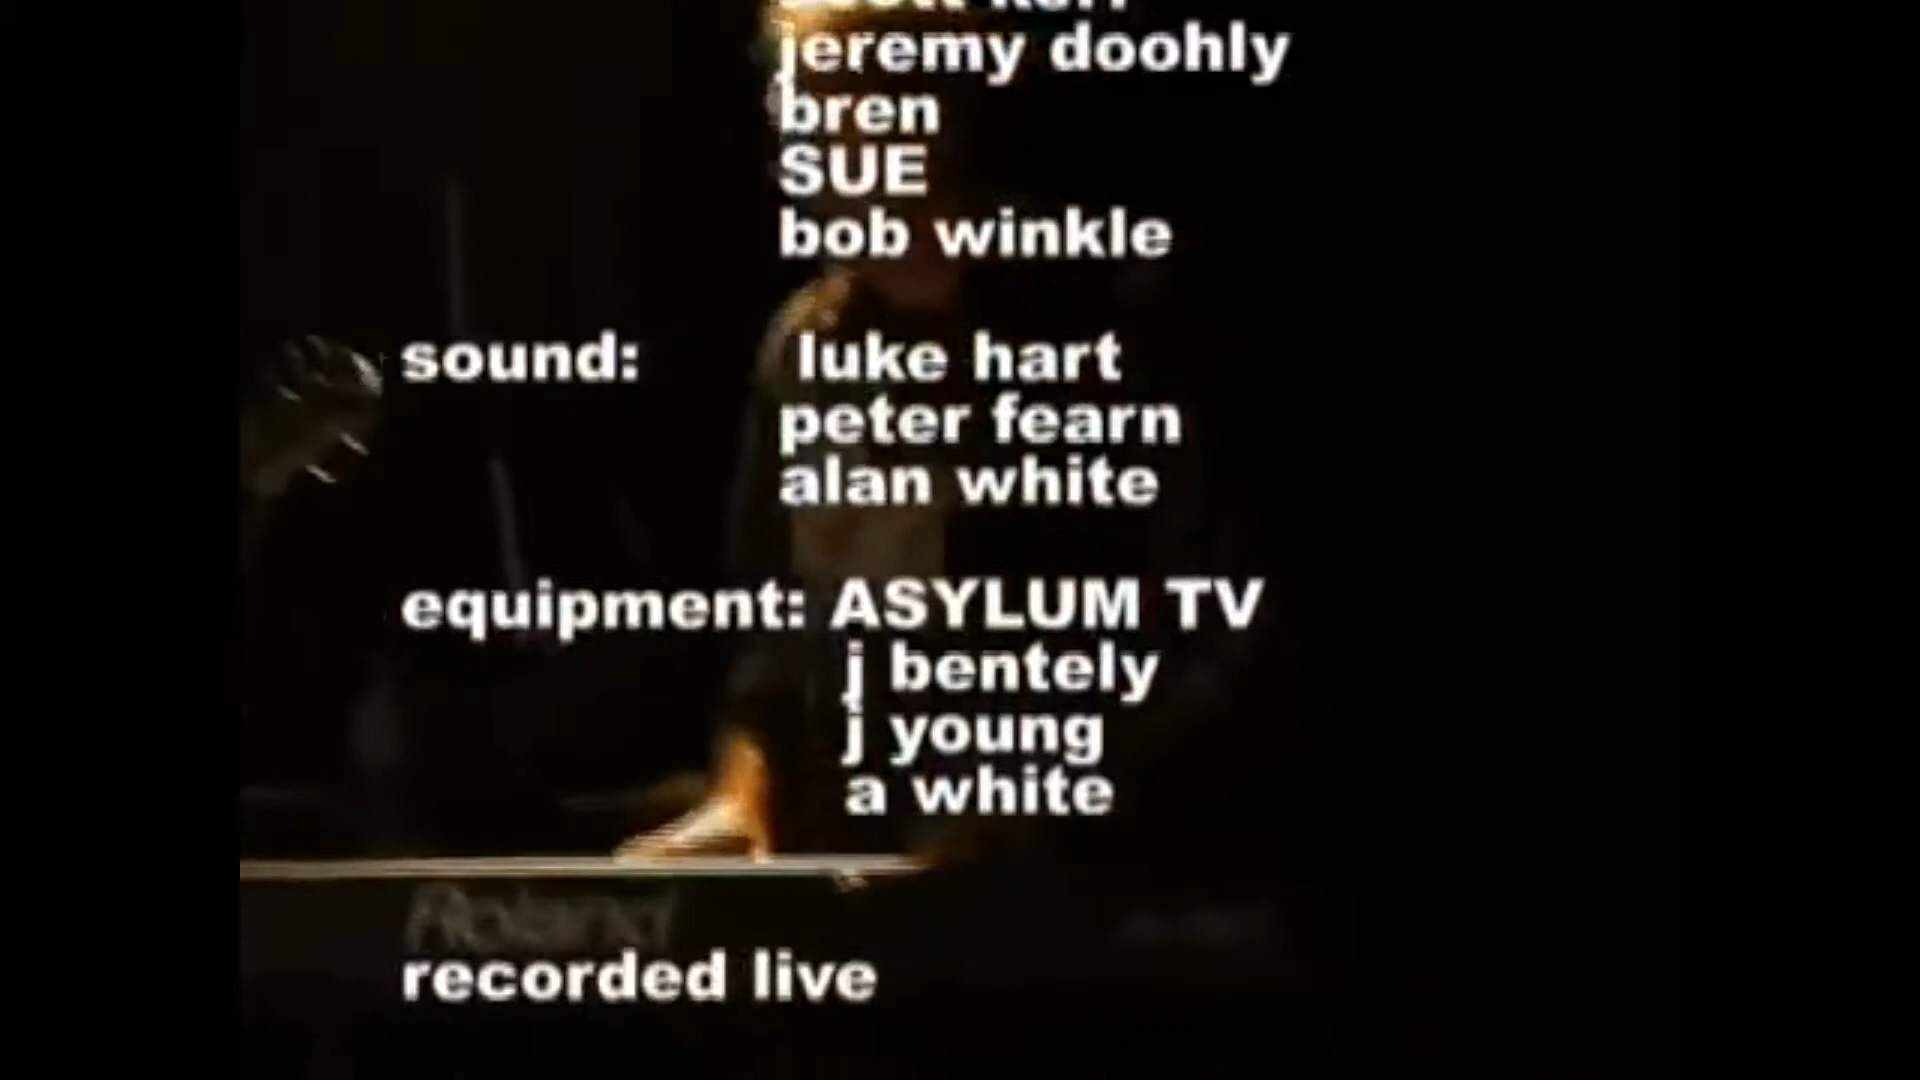 jeremy doohly
bren
SUE
bob winkle
sound: luke hart
peter fearn
alan white
equipment: ASYLUM TV
j bentely
j young
a white
Roland
recorded live